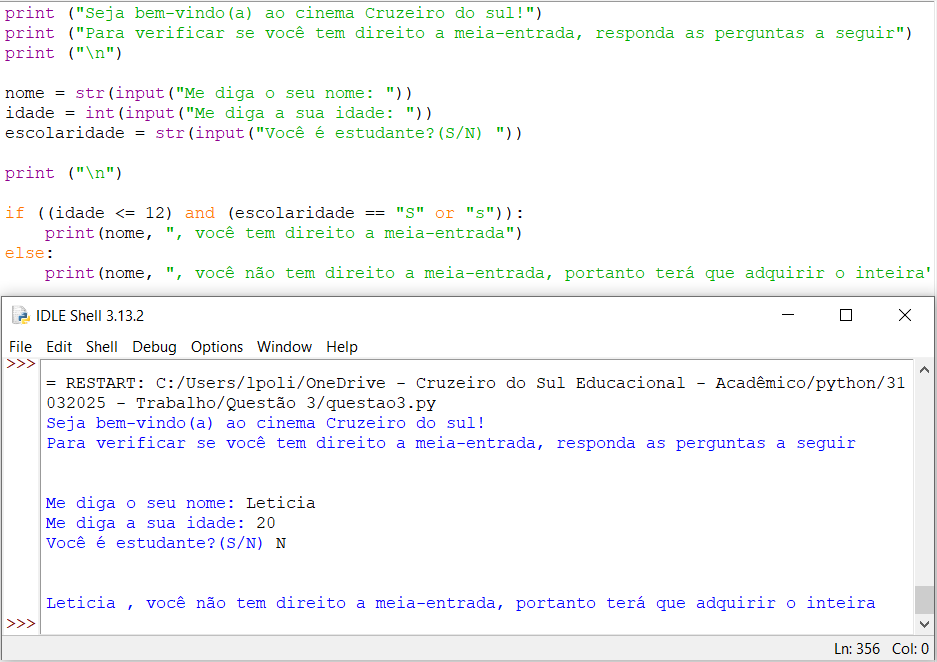 print ("Seja bem-vindo(a) ao cinema Cruzeiro do sul!")
print ("Para verificar se você tem direito a meia-entrada, responda as perguntas a seguir")
print ("\n")
nome = str(input("Me diga o seu nome: "))
idade = int(input("Me diga a sua idade: "))
escolaridade = str(input("Você é estudante?(S/N) "))
print ("\n")
if ((idade <= 12) and (escolaridade == "S" or "s")):
    print(nome, ", você tem direito a meia-entrada")
else:
    print(nome, ", você não tem direito a meia-entrada, portanto terá que adquirir o inteira"
IDLE Shell 3.13.2
File Edit Shell Debug Options Window Help
>>>
= RESTART: C:/Users/lpoli/OneDrive - Cruzeiro do Sul Educacional - Acadêmico/python/31
032025 - Trabalho/Questão 3/questao3.py
Seja bem-vindo(a) ao cinema Cruzeiro do sul!
Para verificar se você tem direito a meia-entrada, responda as perguntas a seguir
Me diga o seu nome: Leticia
Me diga a sua idade: 20
Você é estudante?(S/N) N
Leticia , você não tem direito a meia-entrada, portanto terá que adquirir o inteira
>>>
Ln: 356 Col: 0